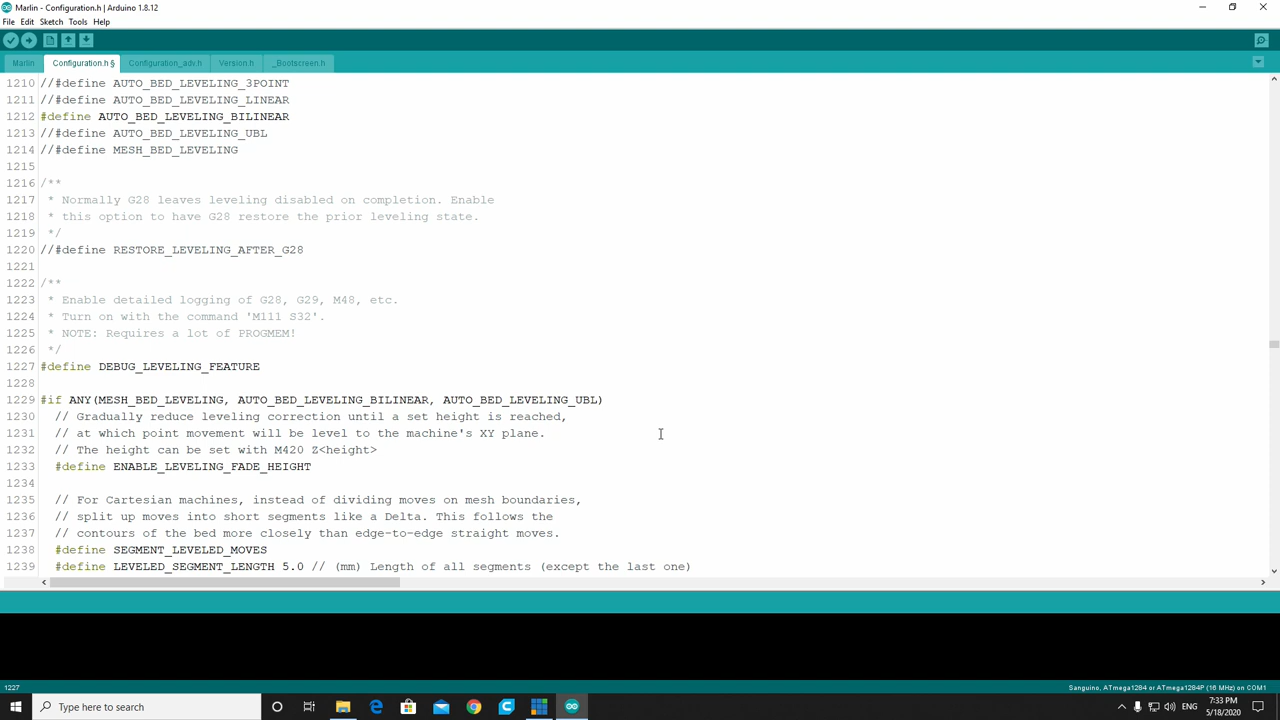 Marlin - Configuration.h | Arduino 1.8.12
File Edit Sketch Tools Help
Marlin Configuration.h § Configuration_adv.h Version.h _Bootscreen.h
1210 //#define AUTO_BED_LEVELING_3POINT
1211 //#define AUTO_BED_LEVELING_LINEAR
1212 #define AUTO_BED_LEVELING_BILINEAR
1213 //#define AUTO_BED_LEVELING_UBL
1214 //#define MESH_BED_LEVELING
1215
1216 /**
1217 * Normally G28 leaves leveling disabled on completion. Enable
1218 * this option to have G28 restore the prior leveling state.
1219 */
1220 //#define RESTORE_LEVELING_AFTER_G28
1221
1222 /**
1223 * Enable detailed logging of G28, G29, M48, etc.
1224 * Turn on with the command 'M111 S32'.
1225 * NOTE: Requires a lot of PROGMEM!
1226 */
1227 #define DEBUG_LEVELING_FEATURE
1228
1229 #if ANY(MESH_BED_LEVELING, AUTO_BED_LEVELING_BILINEAR, AUTO_BED_LEVELING_UBL)
1230 // Gradually reduce leveling correction until a set height is reached,
1231 // at which point movement will be level to the machine's XY plane.
1232 // The height can be set with M420 Z<height>
1233 #define ENABLE_LEVELING_FADE_HEIGHT
1234
1235 // For Cartesian machines, instead of dividing moves on mesh boundaries,
1236 // split up moves into short segments like a Delta. This follows the
1237 // contours of the bed more closely than edge-to-edge straight moves.
1238 #define SEGMENT_LEVELED_MOVES
1239 #define LEVELED_SEGMENT_LENGTH 5.0 // (mm) Length of all segments (except the last one)
1227 Sanguino, ATmega1284 or ATmega1284P (16 MHz) on COM1
Type here to search
ENG
7:33 PM
5/18/2020